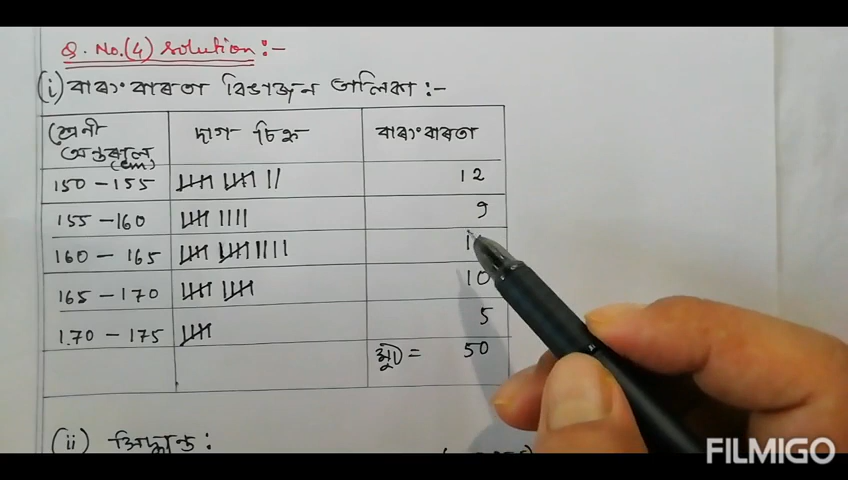 Q. No.(4) Solution :-
(i) বাৰংবাৰতা বিভাজন তালিকা :-
শ্ৰেণী অন্তৰাল (cm) দাগ চিহ্ন বাৰংবাৰতা
150 – 155 12
155 – 160 9
160 – 165
165 – 170 10
170 – 175 5
মুঠ = 50
(ii) সিদ্ধান্ত :
FILMIGO